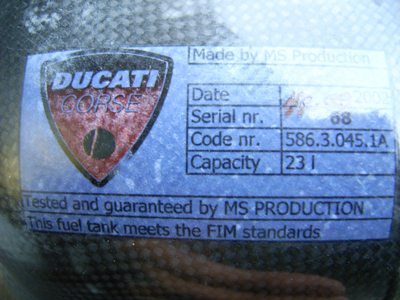 Made by MS Production
DUCATI
CORSE
Date
Serial nr. 68
Code nr. 586.3.045.1A
Capacity 23 l
Tested and guaranteed by MS PRODUCTION
This fuel tank meets the FIM standards